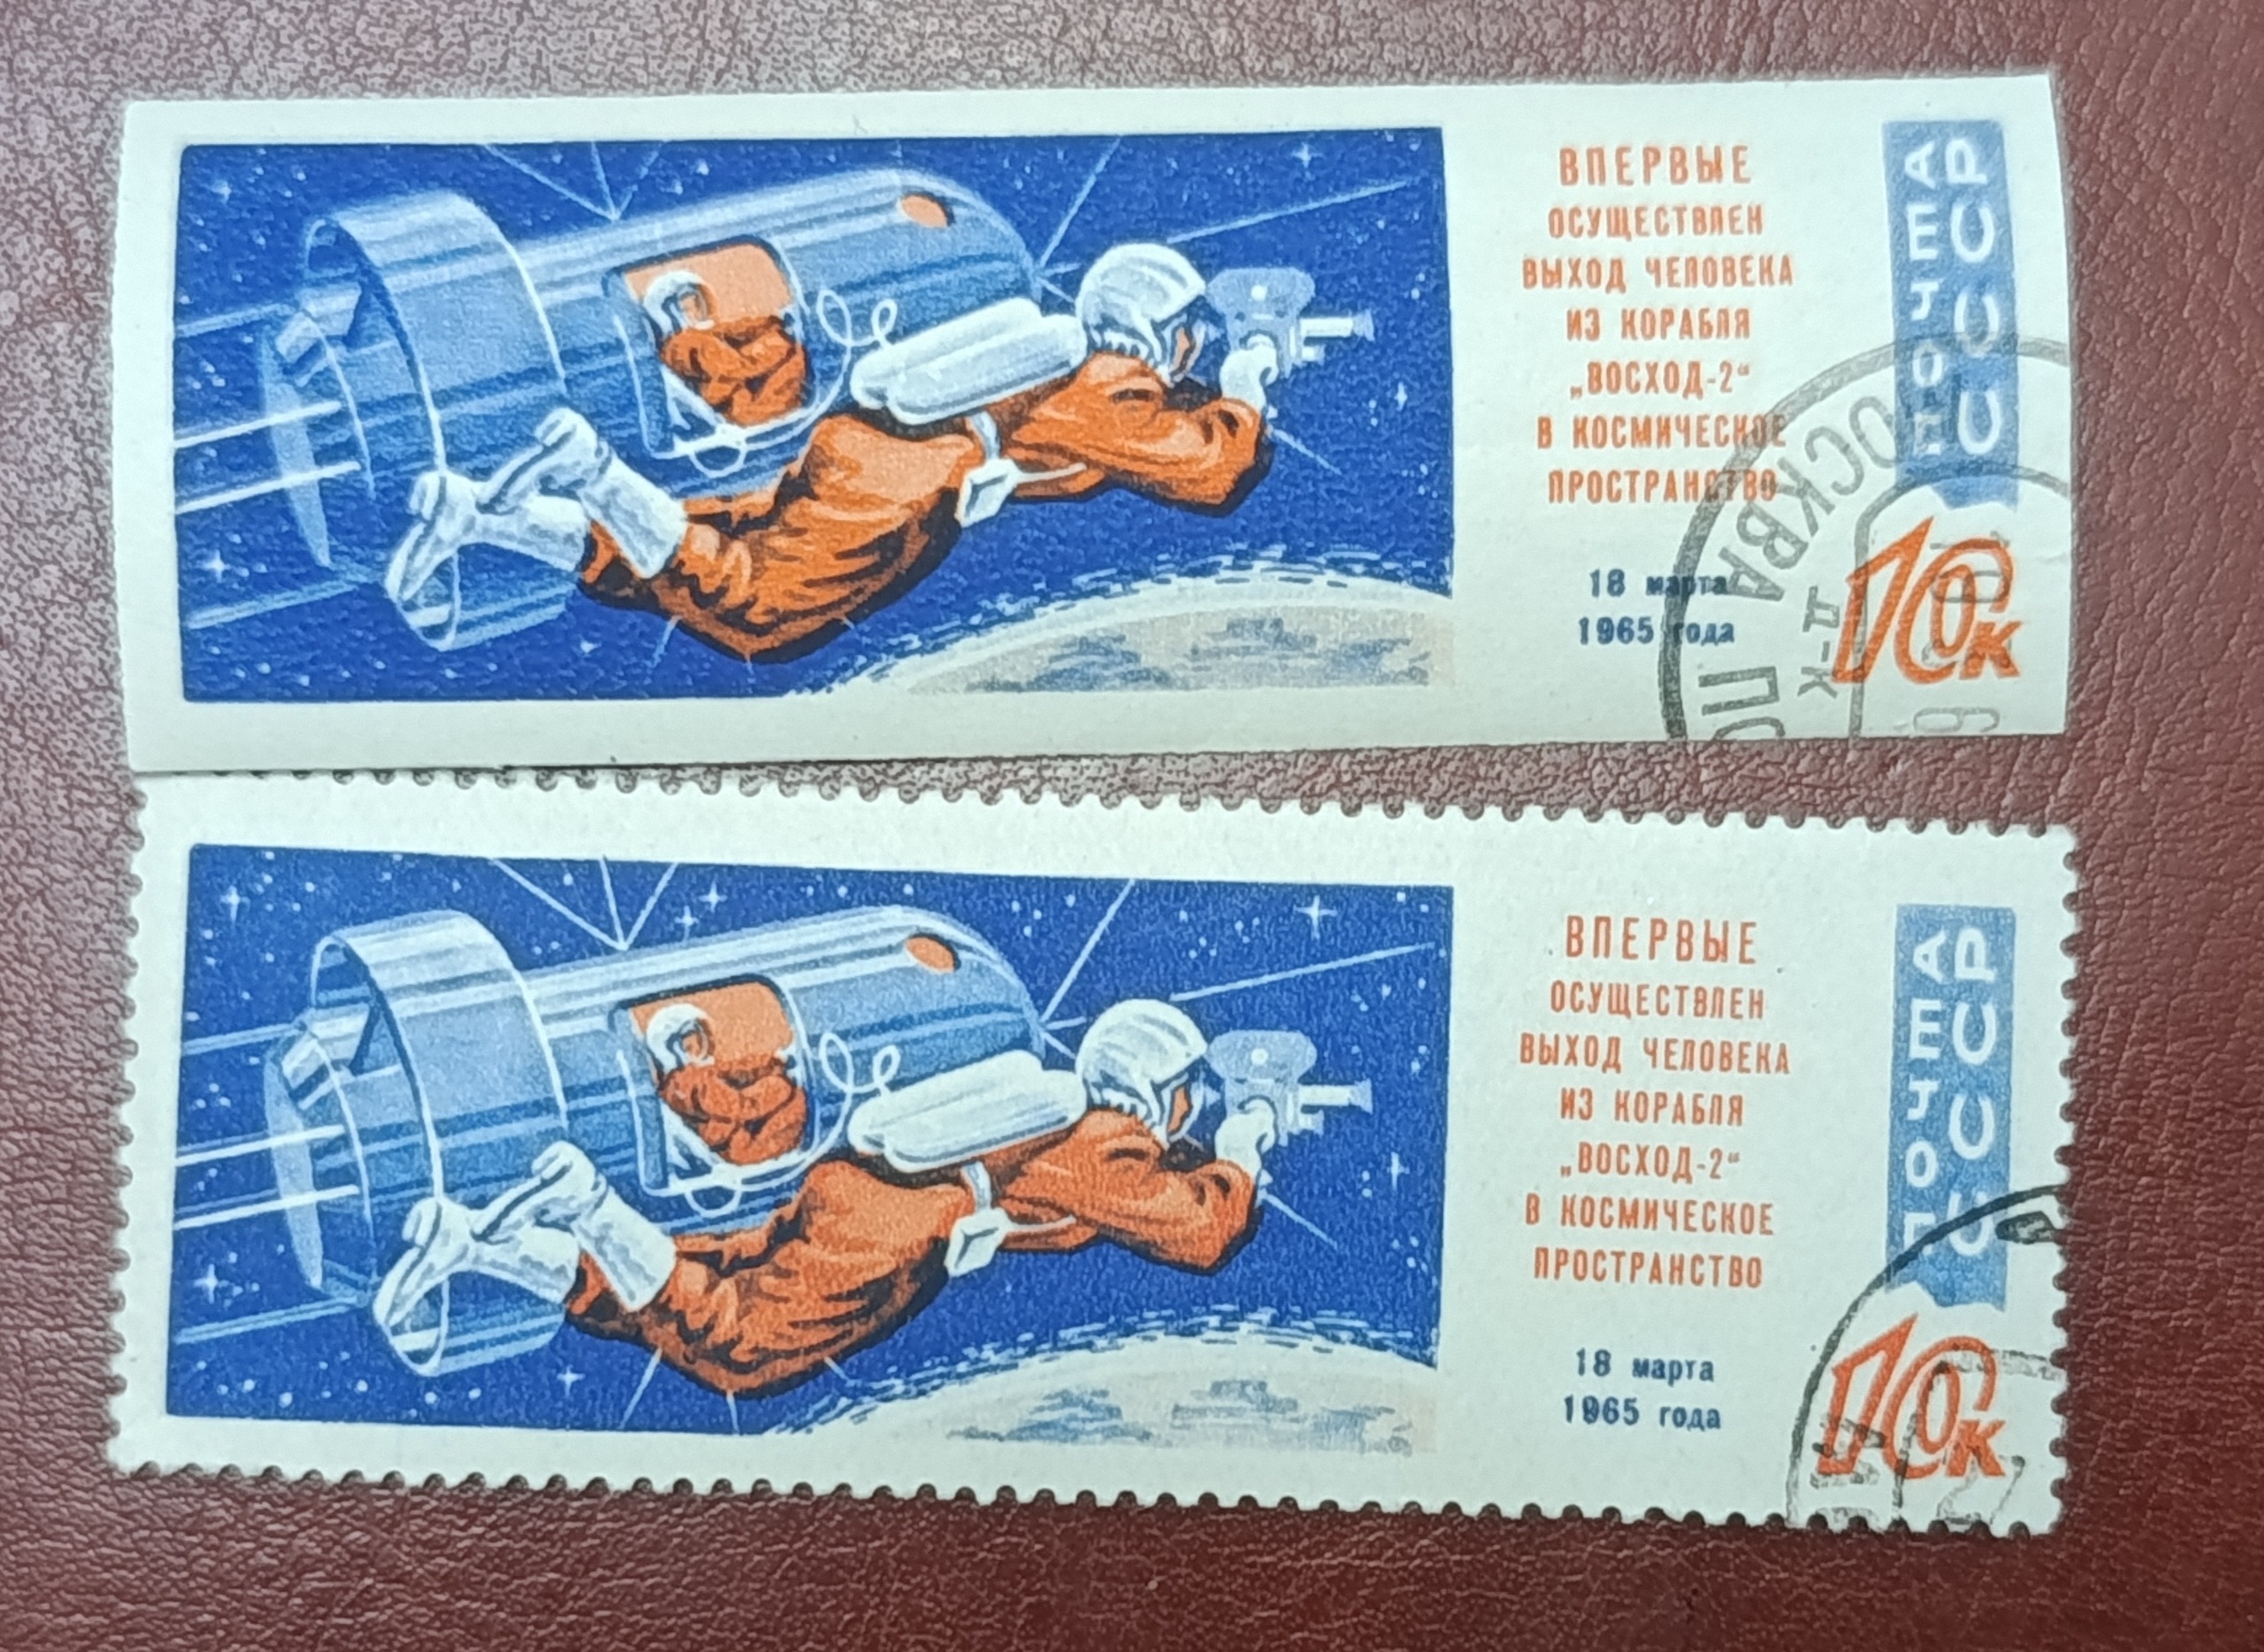 ВПЕРВЫЕ
ОСУЩЕСТВЛЕН
ВЫХОД ЧЕЛОВЕКА
ИЗ КОРАБЛЯ
„ВОСХОД-2“
В КОСМИЧЕСКОЕ
ПРОСТРАНСТВО
18 марта
1965 года
ПОЧТА
СССР
10к
ОСКВА
Д-К
ВПЕРВЫЕ
ОСУЩЕСТВЛЕН
ВЫХОД ЧЕЛОВЕКА
ИЗ КОРАБЛЯ
„ВОСХОД-2“
В КОСМИЧЕСКОЕ
ПРОСТРАНСТВО
18 марта
1965 года
ПОЧТА
СССР
10к